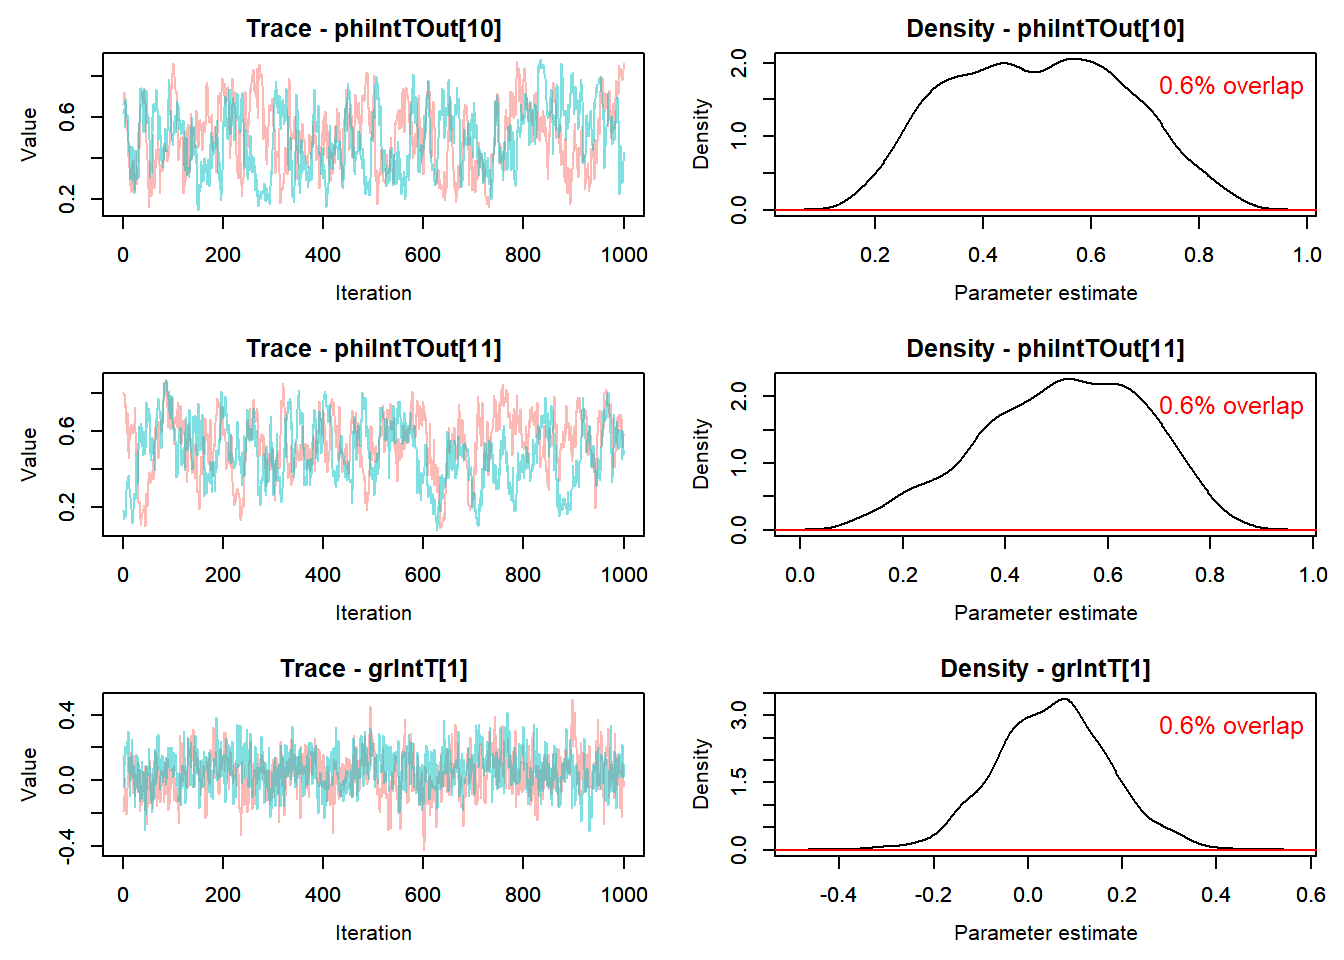 Trace - phiIntTOut[10]
Value
0.2
0.6
0
200
400
600
800
1000
Iteration
Density - phiIntTOut[10]
Density
0.0
1.0
2.0
0.6% overlap
0.2
0.4
0.6
0.8
1.0
Parameter estimate
Trace - phiIntTOut[11]
Value
0.2
0.6
0
200
400
600
800
1000
Iteration
Density - phiIntTOut[11]
Density
0.0
1.0
2.0
0.6% overlap
0.0
0.2
0.4
0.6
0.8
1.0
Parameter estimate
Trace - grIntT[1]
Value
-0.4
0.0
0.4
0
200
400
600
800
1000
Iteration
Density - grIntT[1]
Density
0.0
1.5
3.0
0.6% overlap
-0.4
-0.2
0.0
0.2
0.4
0.6
Parameter estimate